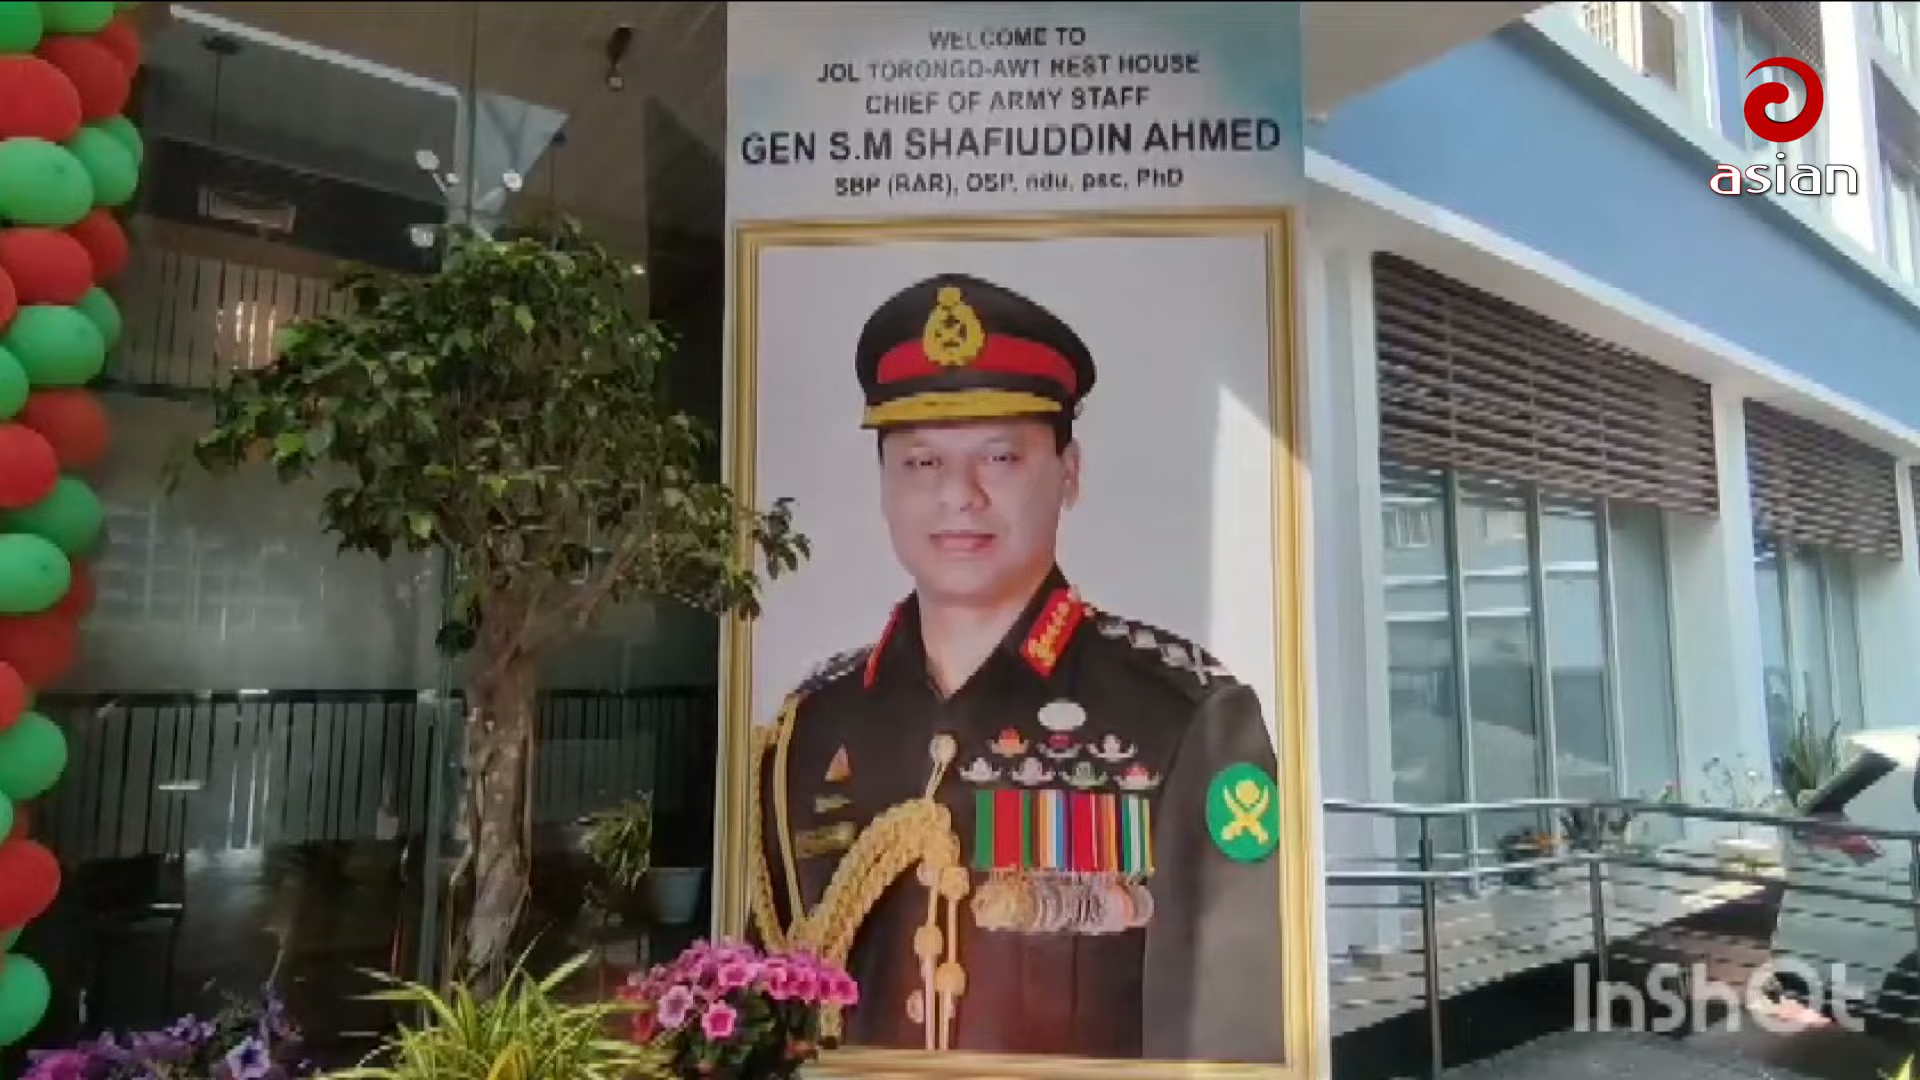 WELCOME TO
JOL TORONGO-AWT REST HOUSE
CHIEF OF ARMY STAFF
GEN S.M SHAFIUDDIN AHMED
SBP (BAR), OSP, ndu, psc, PhD
asian
InShOt